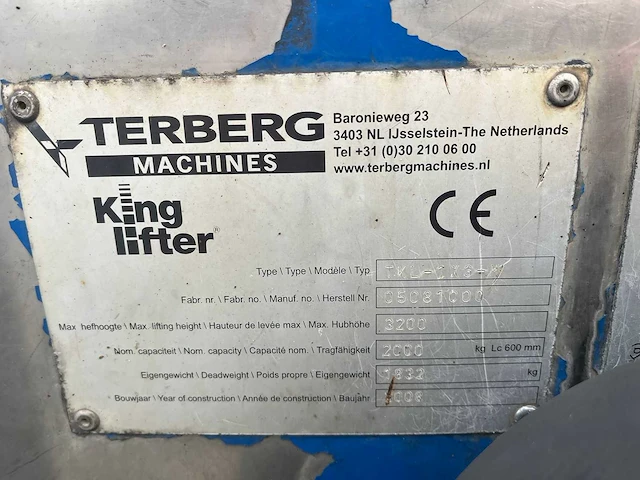 TERBERG
MACHINES
Baronieweg 23
3403 NL IJsselstein-The Netherlands
Tel +31 (0)30 210 06 00
www.terbergmachines.nl
King
lifter®
CE
Type \ Type \ Modèle \ Typ
Fabr. nr. \ Fabr. no. \ Manuf. no. \ Herstell Nr. 05081000
Max hefhoogte \ Max. lifting height \ Hauteur de levée max \ Max. Hubhöhe 3200
Nom. capaciteit \ Nom. capacity \ Capacité nom. \ Tragfähigkeit 2000 kg Lc 600 mm
Eigengewicht \ Deadweight \ Poids propre \ Eigengewicht 1832 kg
Bouwjaar \ Year of construction \ Année de construction \ Baujahr 2008